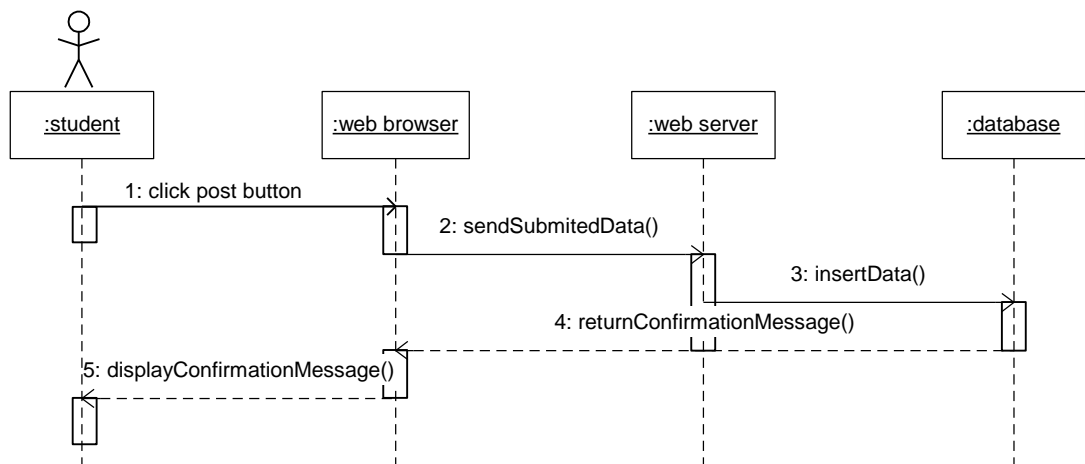 :student
:web browser
:web server
:database
1: click post button
2: sendSubmitedData()
3: insertData()
4: returnConfirmationMessage()
5: displayConfirmationMessage()